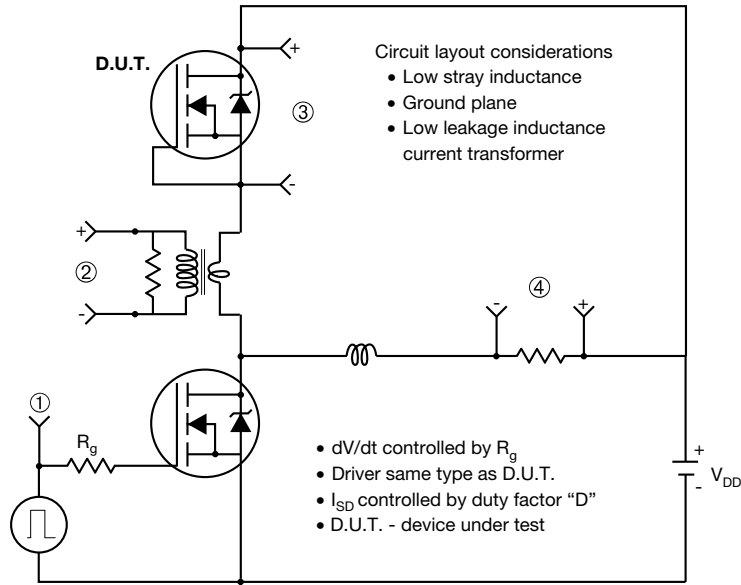 D.U.T.
+
Circuit layout considerations
• Low stray inductance
• Ground plane
• Low leakage inductance
current transformer
③
-
+
②
-
④
- +
①
Rg
• dV/dt controlled by Rg
• Driver same type as D.U.T.
• ISD controlled by duty factor “D”
• D.U.T. - device under test
+
VDD
-